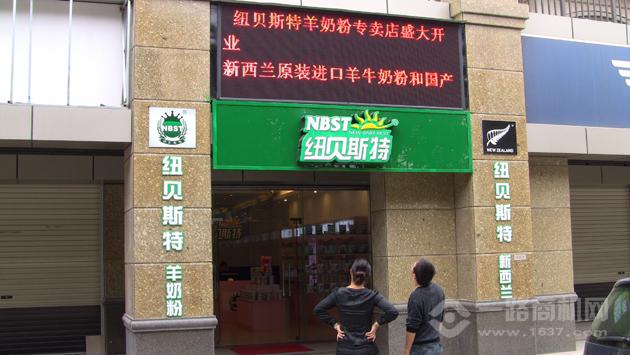 纽贝斯特羊奶粉专卖店盛大开
业
新西兰原装进口羊牛奶粉和国产
NBST
纽贝斯特
NBST
纽贝斯特
羊奶粉
NEW ZEALAND
纽贝斯特
新西兰
贝斯特
一路商机网
www.1637.com